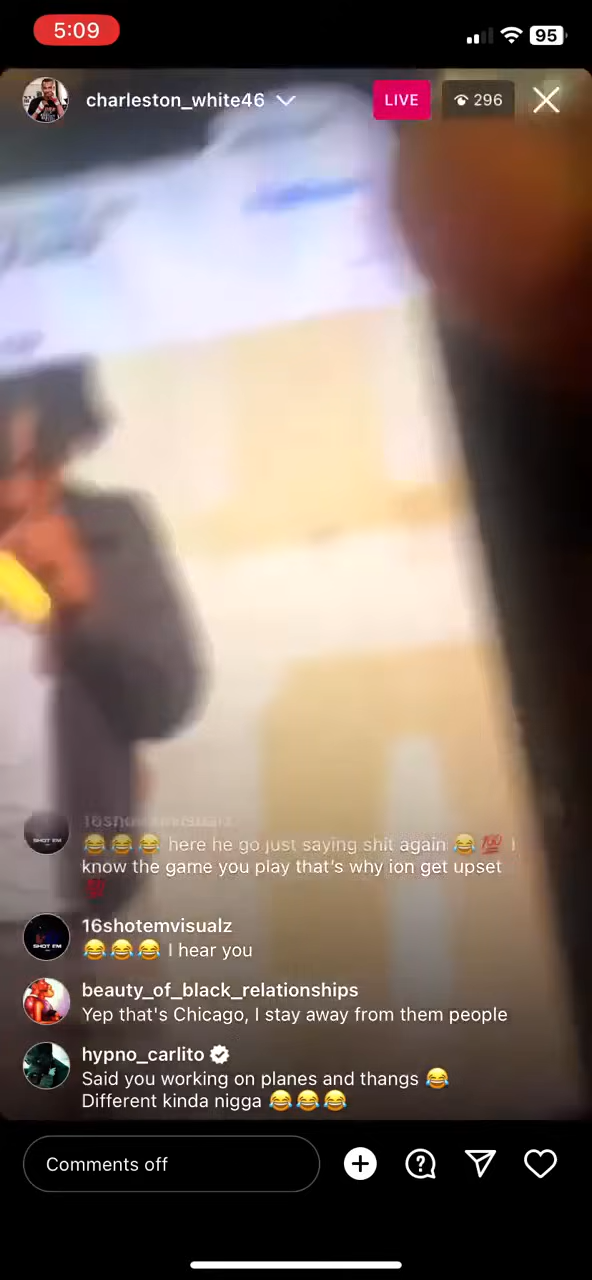 5:09
95
charleston_white46
LIVE
296
😂😂😂 here he go just saying shit again 😂 💯 I
know the game you play that's why ion get upset
💯
16shotemvisualz
SHOT EM
😂😂😂 I hear you
beauty_of_black_relationships
Yep that's Chicago, I stay away from them people
hypno_carlito
Said you working on planes and thangs 😂
Different kinda nigga 😂😂😂
Comments off